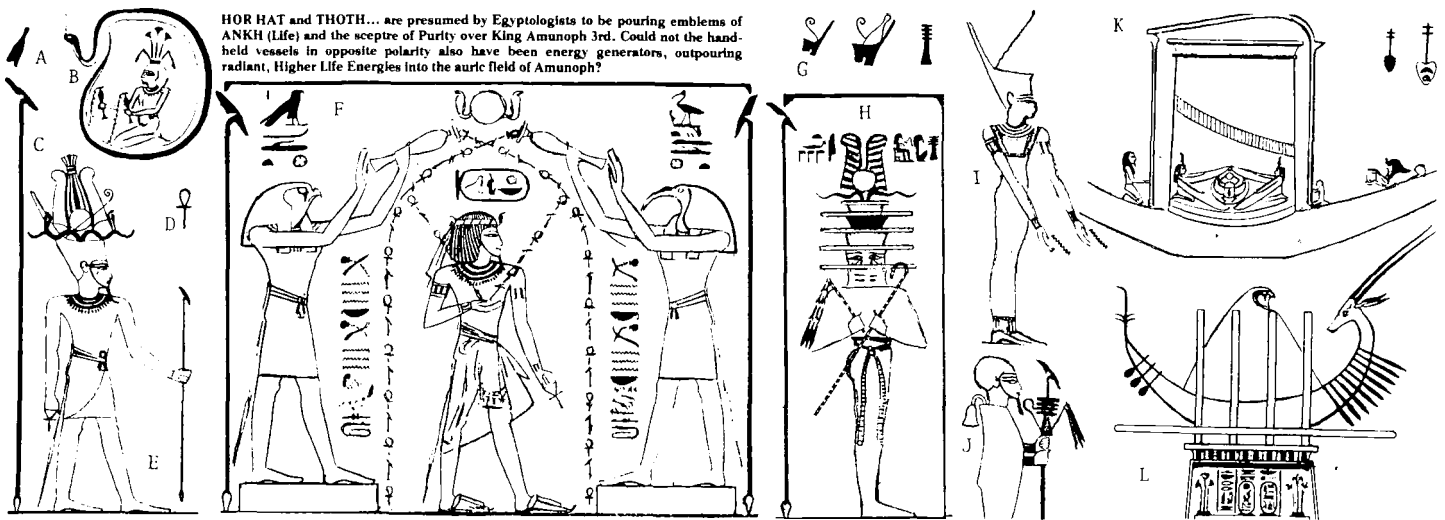 HOR HAT and THOTH... are presumed by Egyptologists to be pouring emblems of
ANKH (Life) and the sceptre of Purity over King Amunoph 3rd. Could not the hand-
held vessels in opposite polarity also have been energy generators, outpouring
radiant, Higher Life Energies into the auric field of Amunoph?
A
B
C
D
E
F
G
H
I
J
K
L